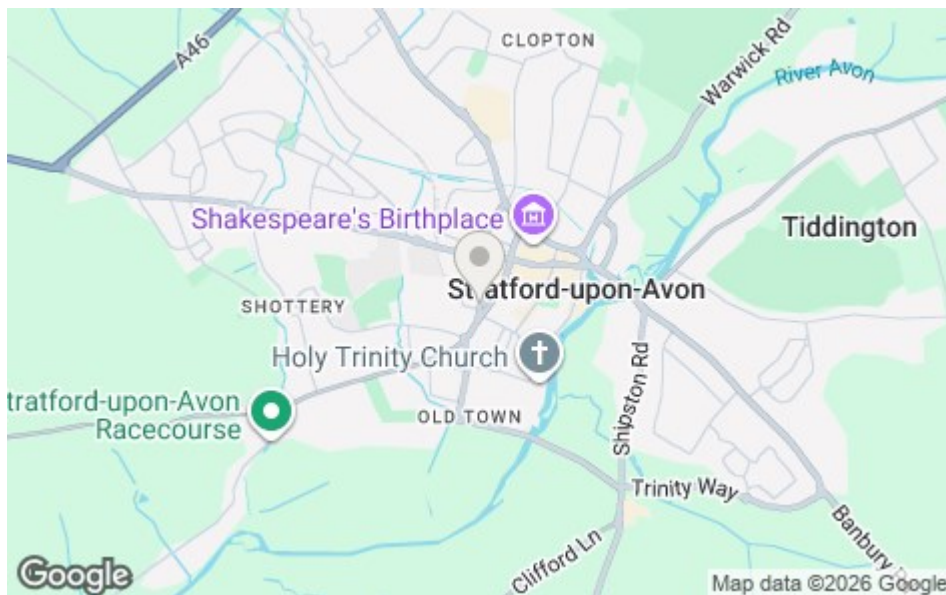 CLOPTON
A46
Warwick Rd
River Avon
Shakespeare's Birthplace
Tiddington
Stratford-upon-Avon
SHOTTERY
Holy Trinity Church
Shipston Rd
tratford-upon-Avon
Racecourse
OLD TOWN
Trinity Way
Banbury
Clifford Ln
Google
Map data ©2026 Google